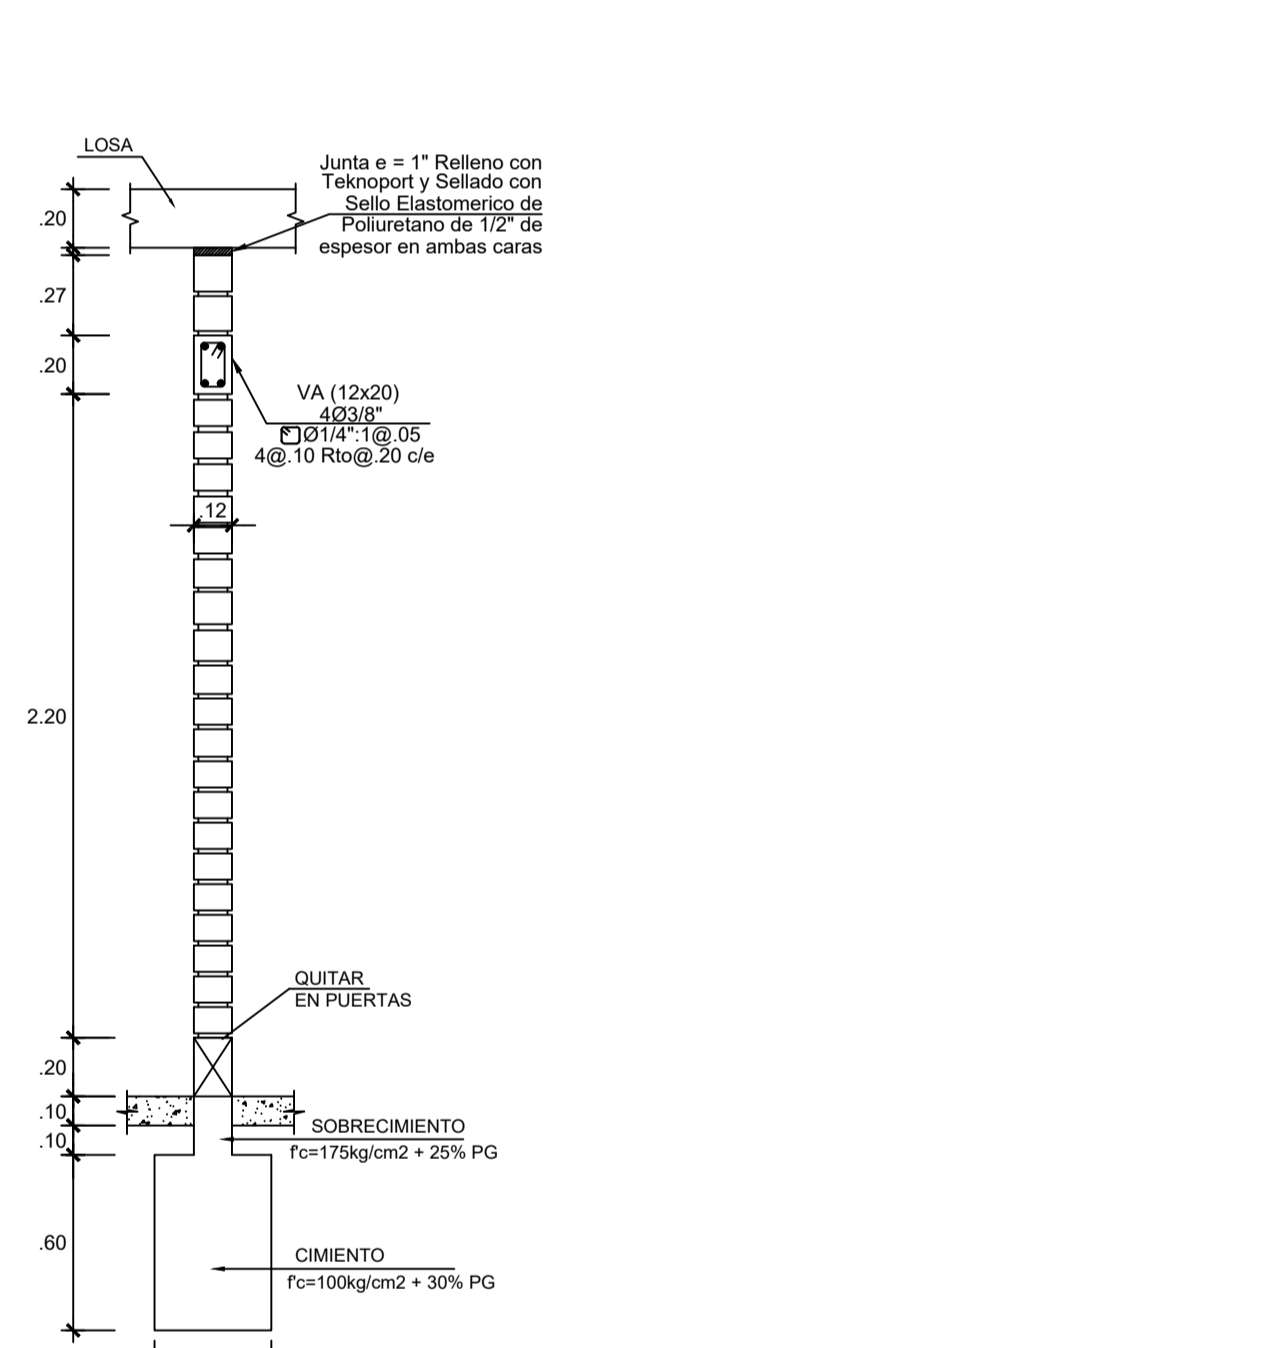 LOSA
Junta e = 1" Relleno con
Teknoport y Sellado con
Sello Elastomerico de
Poliuretano de 1/2" de
espesor en ambas caras
.20
.27
.20
VA (12x20)
4Ø3/8"
Ø1/4":1@.05
4@.10 Rto@.20 c/e
.12
2.20
QUITAR
EN PUERTAS
.20
.10
.10
SOBRECIMIENTO
f'c=175kg/cm2 + 25% PG
.60
CIMIENTO
f'c=100kg/cm2 + 30% PG